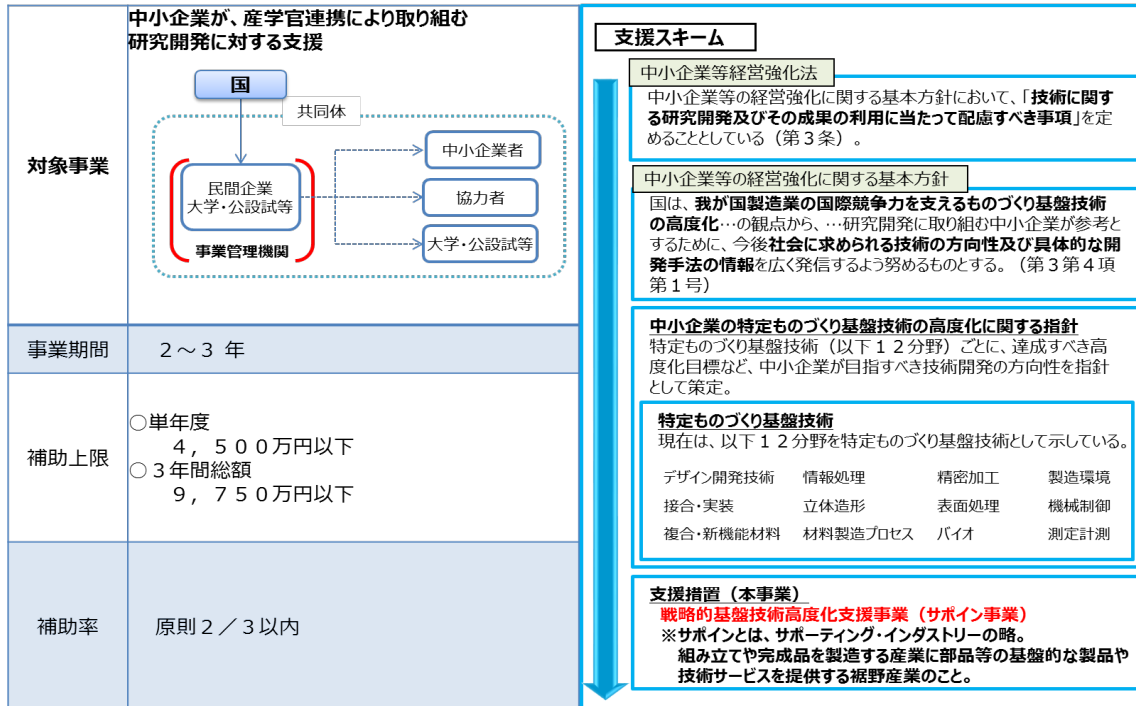 対象事業
中小企業が、産学官連携により取り組む
研究開発に対する支援
国
共同体
民間企業
大学・公設試等
事業管理機関
中小企業者
協力者
大学・公設試等
事業期間
２～３ 年
補助上限
○単年度
４，５００万円以下
○３年間総額
９，７５０万円以下
補助率
原則２／３以内
支援スキーム
中小企業等経営強化法
中小企業等の経営強化に関する基本方針において、「技術に関す
る研究開発及びその成果の利用に当たって配慮すべき事項」を定
めることとしている（第３条）。
中小企業等の経営強化に関する基本方針
国は、我が国製造業の国際競争力を支えるものづくり基盤技術
の高度化…の観点から、…研究開発に取り組む中小企業が参考と
するために、今後社会に求められる技術の方向性及び具体的な開
発手法の情報を広く発信するよう努めるものとする。（第３第４項
第１号）
中小企業の特定ものづくり基盤技術の高度化に関する指針
特定ものづくり基盤技術（以下１２分野）ごとに、達成すべき高
度化目標など、中小企業が目指すべき技術開発の方向性を指針
として策定。
特定ものづくり基盤技術
現在は、以下１２分野を特定ものづくり基盤技術として示している。
デザイン開発技術 情報処理 精密加工 製造環境
接合・実装 立体造形 表面処理 機械制御
複合・新機能材料 材料製造プロセス バイオ 測定計測
支援措置（本事業）
戦略的基盤技術高度化支援事業（サポイン事業）
※サポインとは、サポーティング・インダストリーの略。
組み立てや完成品を製造する産業に部品等の基盤的な製品や
技術サービスを提供する裾野産業のこと。